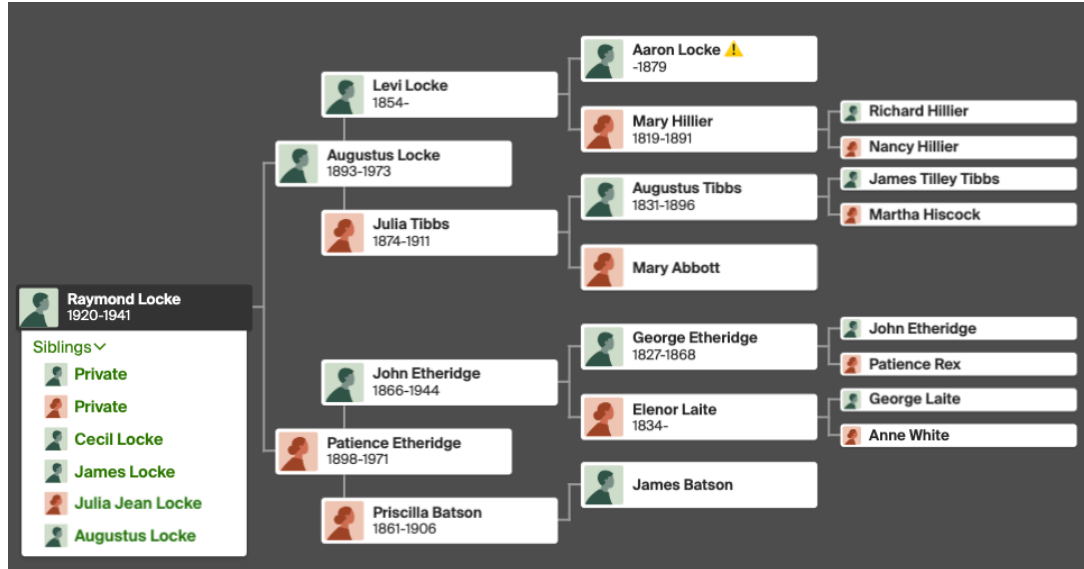 Raymond Locke
1920-1941
Siblings
Private
Private
Cecil Locke
James Locke
Julia Jean Locke
Augustus Locke
Augustus Locke
1893-1973
Patience Etheridge
1898-1971
Levi Locke
1854-
Julia Tibbs
1874-1911
John Etheridge
1866-1944
Priscilla Batson
1861-1906
Aaron Locke
-1879
Mary Hillier
1819-1891
Augustus Tibbs
1831-1896
Mary Abbott
George Etheridge
1827-1868
Elenor Laite
1834-
James Batson
Richard Hillier
Nancy Hillier
James Tilley Tibbs
Martha Hiscock
John Etheridge
Patience Rex
George Laite
Anne White